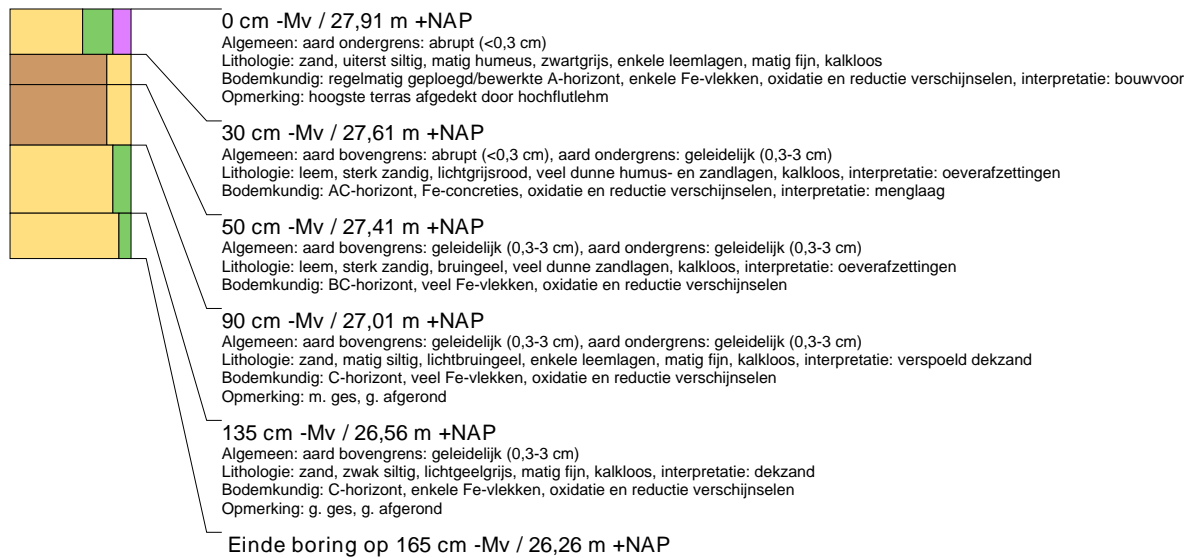 0 cm -Mv / 27,91 m +NAP
Algemeen: aard ondergrens: abrupt (<0,3 cm)
Lithologie: zand, uiterst siltig, matig humeus, zwartgrijs, enkele leemlagen, matig fijn, kalkloos
Bodemkundig: regelmatig geploegd/bewerkte A-horizont, enkele Fe-vlekken, oxidatie en reductie verschijnselen, interpretatie: bouwvoor
Opmerking: hoogste terras afgedekt door hochflutlehm
30 cm -Mv / 27,61 m +NAP
Algemeen: aard bovengrens: abrupt (<0,3 cm), aard ondergrens: geleidelijk (0,3-3 cm)
Lithologie: leem, sterk zandig, lichtgrijsrood, veel dunne humus- en zandlagen, kalkloos, interpretatie: oeverafzettingen
Bodemkundig: AC-horizont, Fe-concreties, oxidatie en reductie verschijnselen, interpretatie: menglaag
50 cm -Mv / 27,41 m +NAP
Algemeen: aard bovengrens: geleidelijk (0,3-3 cm), aard ondergrens: geleidelijk (0,3-3 cm)
Lithologie: leem, sterk zandig, bruingeel, veel dunne zandlagen, kalkloos, interpretatie: oeverafzettingen
Bodemkundig: BC-horizont, veel Fe-vlekken, oxidatie en reductie verschijnselen
90 cm -Mv / 27,01 m +NAP
Algemeen: aard bovengrens: geleidelijk (0,3-3 cm), aard ondergrens: geleidelijk (0,3-3 cm)
Lithologie: zand, matig siltig, lichtbruingeel, enkele leemlagen, matig fijn, kalkloos, interpretatie: verspoeld dekzand
Bodemkundig: C-horizont, veel Fe-vlekken, oxidatie en reductie verschijnselen
Opmerking: m. ges, g. afgerond
135 cm -Mv / 26,56 m +NAP
Algemeen: aard bovengrens: geleidelijk (0,3-3 cm)
Lithologie: zand, zwak siltig, lichtgeelgrijs, matig fijn, kalkloos, interpretatie: dekzand
Bodemkundig: C-horizont, enkele Fe-vlekken, oxidatie en reductie verschijnselen
Opmerking: g. ges, g. afgerond
Einde boring op 165 cm -Mv / 26,26 m +NAP